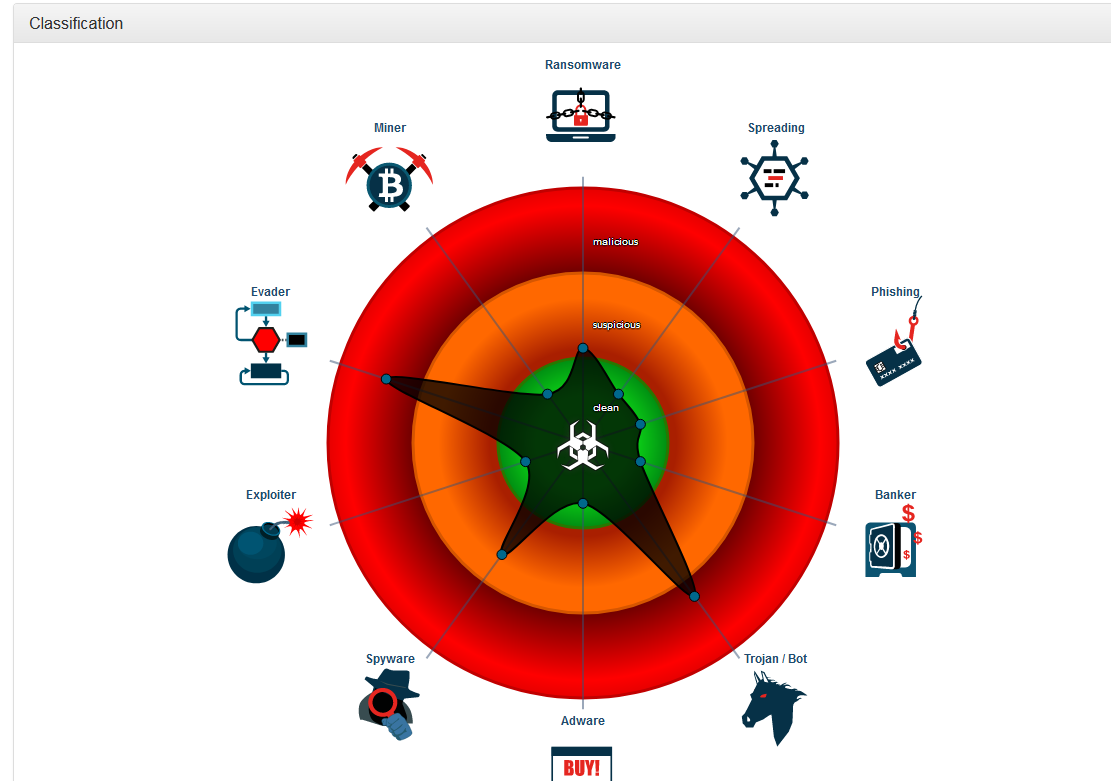 Classification
Ransomware
Miner
Spreading
malicious
Evader
Phishing
suspicious
$
XXXX XXXX
clean
Exploiter
Banker
$
$
$
Spyware
Trojan / Bot
Adware
BUY!